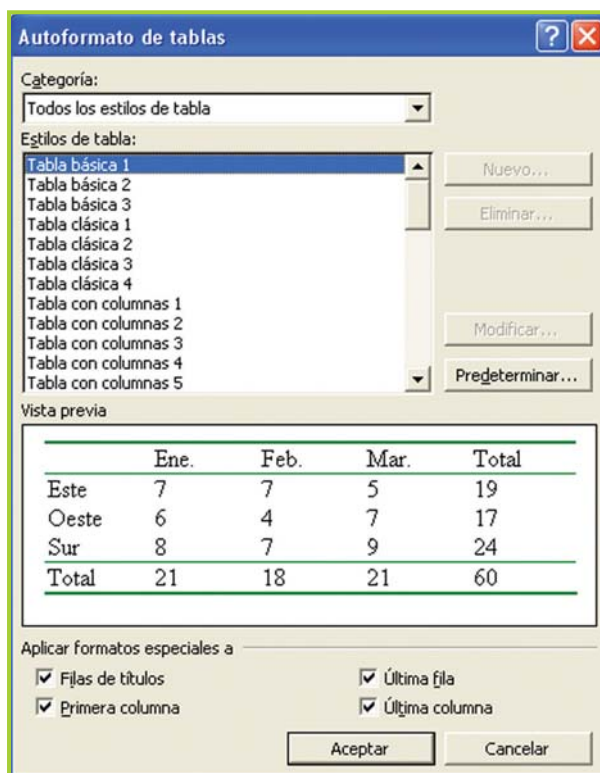 Autoformato de tablas
Categoría:
Todos los estilos de tabla
Estilos de tabla:
Tabla básica 1
Tabla básica 2
Tabla básica 3
Tabla clásica 1
Tabla clásica 2
Tabla clásica 3
Tabla clásica 4
Tabla con columnas 1
Tabla con columnas 2
Tabla con columnas 3
Tabla con columnas 4
Tabla con columnas 5
Nuevo...
Eliminar...
Modificar...
Predeterminar...
Vista previa
Ene. Feb. Mar. Total
Este 7 7 5 19
Oeste 6 4 7 17
Sur 8 7 9 24
Total 21 18 21 60
Aplicar formatos especiales a
Filas de títulos
Última fila
Primera columna
Última columna
Aceptar
Cancelar